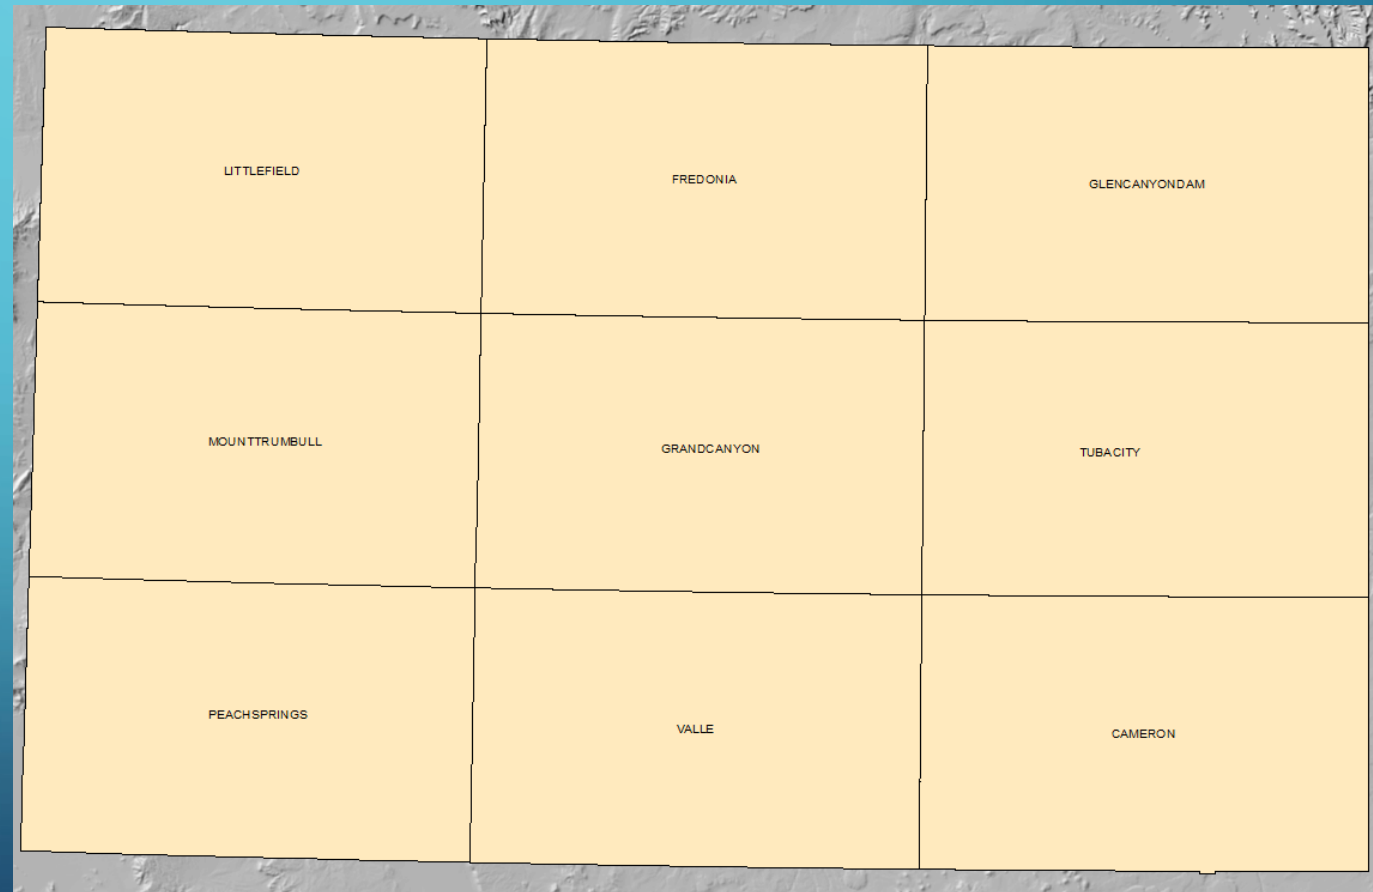 LITTLEFIELD
FREDONIA
GLENCANYONDAM
MOUNTTRUMBULL
GRANDCANYON
TUBACITY
PEACHSPRINGS
VALLE
CAMERON